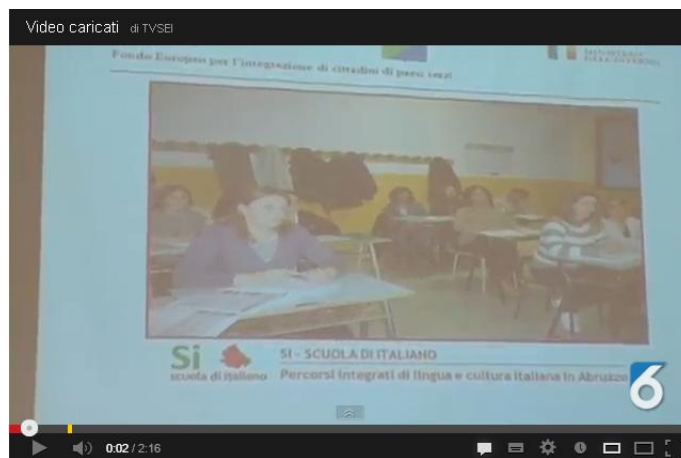 Video caricati di TVSEI
Fondo Europeo per l'integrazione di cittadini di paesi terzi
Si
scuola di italiano
SI - SCUOLA DI ITALIANO
Percorsi integrati di lingua e cultura italiana in Abruzzo
6
0:02 / 2:16